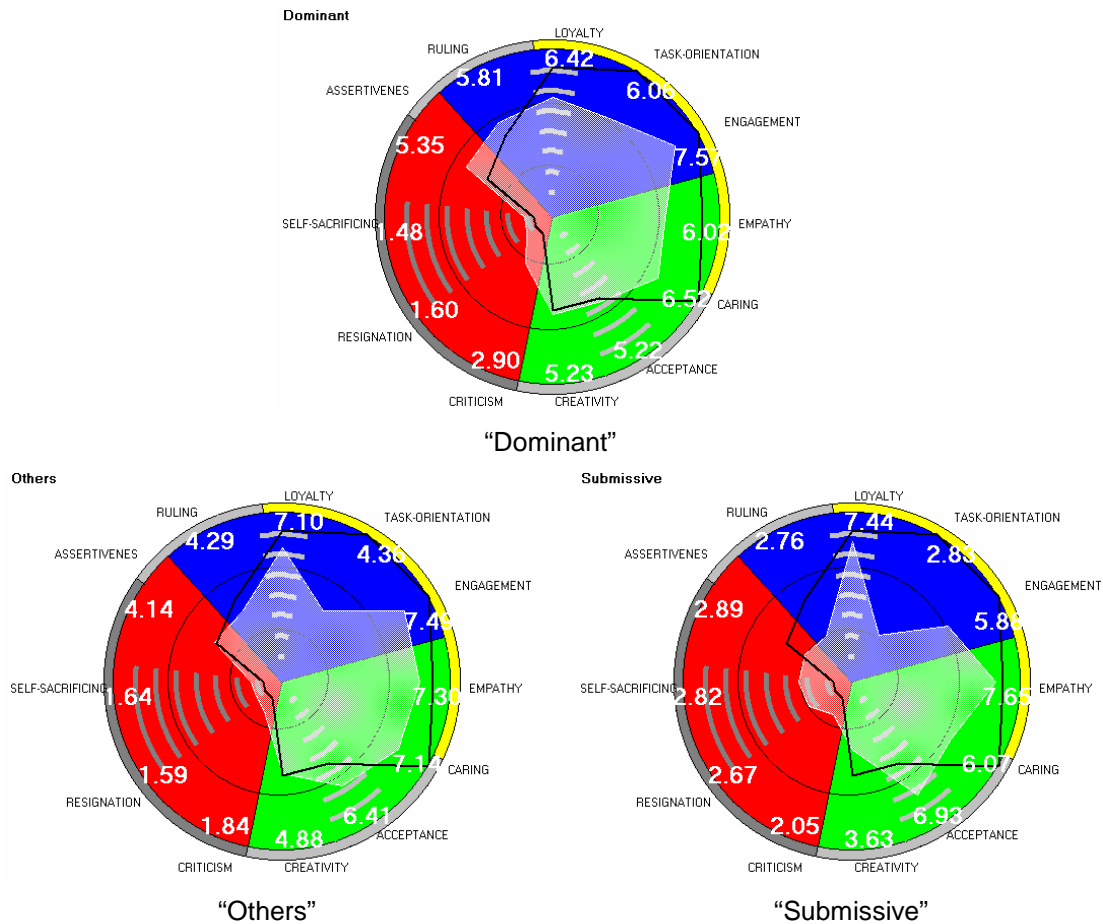 Dominant
LOYALTY
RULING
TASK-ORIENTATION
6.42
5.81
6.06
ASSERTIVENES
ENGAGEMENT
5.35
7.57
SELF-SACRIFICING
1.48
6.02
EMPATHY
1.60
6.52
CARING
RESIGNATION
2.90
5.23
5.22
ACCEPTANCE
CRITICISM
CREATIVITY
“Dominant”
Others
LOYALTY
RULING
TASK-ORIENTATION
7.10
4.29
4.36
ASSERTIVENES
ENGAGEMENT
4.14
7.49
SELF-SACRIFICING
1.64
7.30
EMPATHY
1.59
7.14
CARING
RESIGNATION
1.84
4.88
6.41
ACCEPTANCE
CRITICISM
CREATIVITY
“Others”
Submissive
LOYALTY
RULING
TASK-ORIENTATION
7.44
2.76
2.83
ASSERTIVENES
ENGAGEMENT
2.89
5.88
SELF-SACRIFICING
2.82
7.65
EMPATHY
2.67
6.07
CARING
RESIGNATION
2.05
3.63
6.93
ACCEPTANCE
CRITICISM
CREATIVITY
“Submissive”